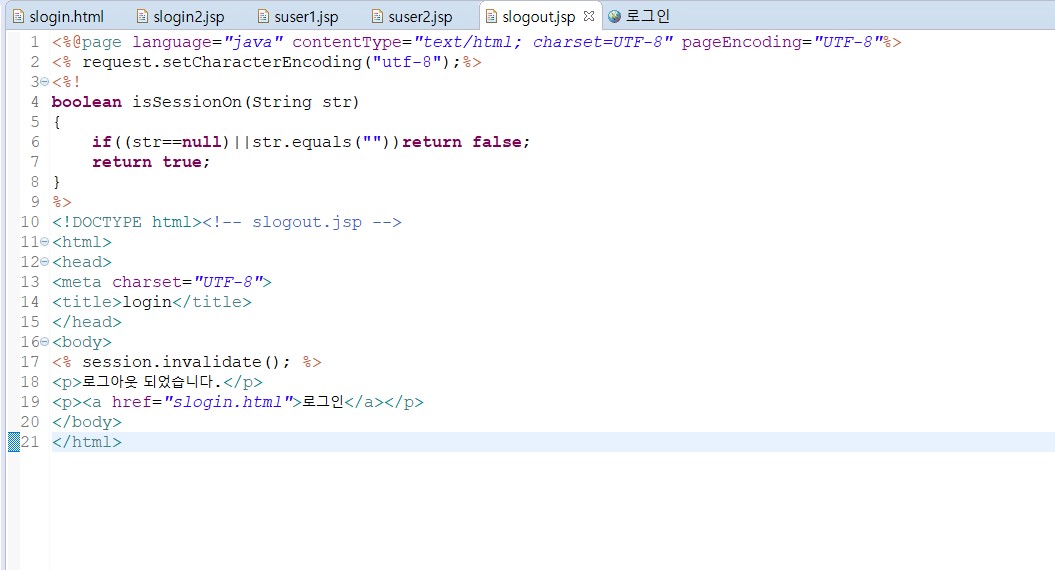 slogin.html slogin2.jsp suser1.jsp suser2.jsp slogout.jsp 로그인
1 <%@page language="java" contentType="text/html; charset=UTF-8" pageEncoding="UTF-8"%>
2 <% request.setCharacterEncoding("utf-8");%>
3 <%!
4 boolean isSessionOn(String str)
5 {
6     if((str==null)||str.equals(""))return false;
7     return true;
8 }
9 %>
10 <!DOCTYPE html><!-- slogout.jsp -->
11 <html>
12 <head>
13 <meta charset="UTF-8">
14 <title>login</title>
15 </head>
16 <body>
17 <% session.invalidate(); %>
18 <p>로그아웃 되었습니다.</p>
19 <p><a href="slogin.html">로그인</a></p>
20 </body>
21 </html>